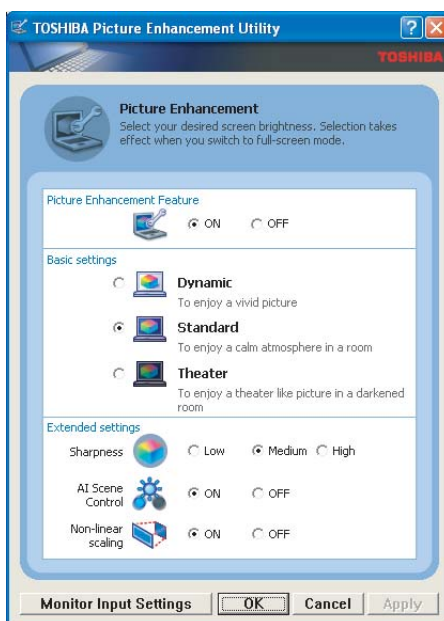 TOSHIBA Picture Enhancement Utility
TOSHIBA
Picture Enhancement
Select your desired screen brightness. Selection takes
effect when you switch to full-screen mode.
Picture Enhancement Feature
ON OFF
Basic settings
Dynamic
To enjoy a vivid picture
Standard
To enjoy a calm atmosphere in a room
Theater
To enjoy a theater like picture in a darkened
room
Extended settings
Sharpness Low Medium High
AI Scene
Control ON OFF
Non-linear
scaling ON OFF
Monitor Input Settings OK Cancel Apply